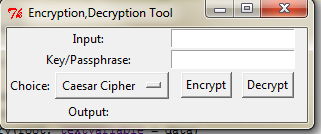 Encryption,Decryption Tool
Input:
Key/Passphrase:
Choice: Caesar Cipher Encrypt Decrypt
Output: